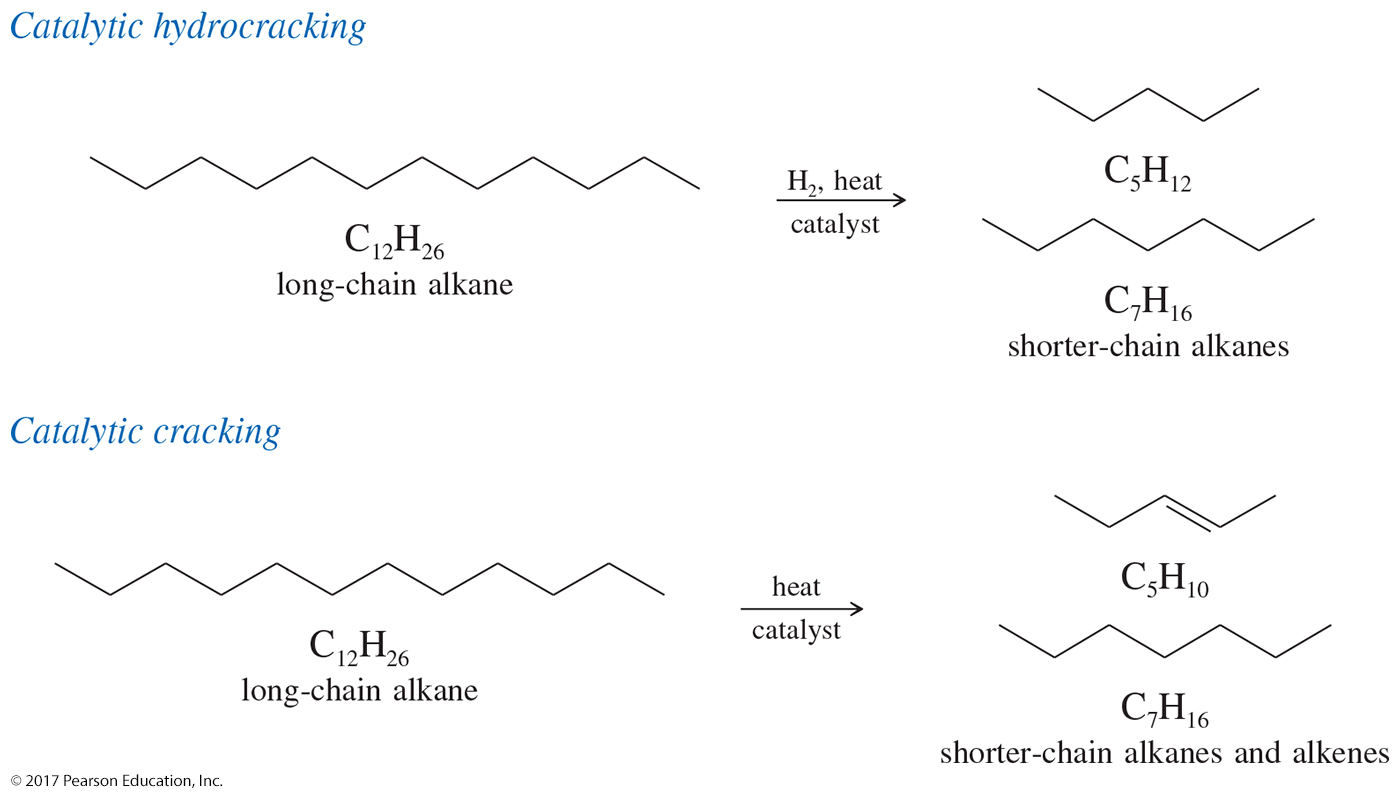 Catalytic hydrocracking
C₁₂H₂₆
long-chain alkane
H₂, heat
catalyst
C₅H₁₂
C₇H₁₆
shorter-chain alkanes
Catalytic cracking
C₁₂H₂₆
long-chain alkane
heat
catalyst
C₅H₁₀
C₇H₁₆
shorter-chain alkanes and alkenes
© 2017 Pearson Education, Inc.